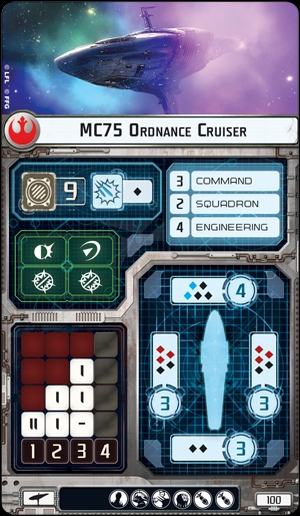 © LFL © FFG
MC75 Ordnance Cruiser
9
3 COMMAND
2 SQUADRON
4 ENGINEERING
4
3
3
3
I
I I
II I -
1 2 3 4
100